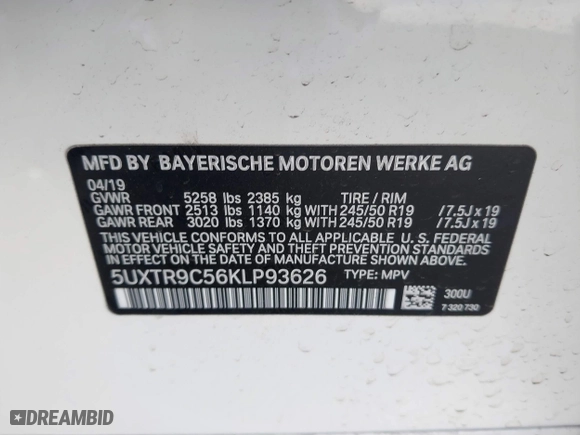 MFD BY BAYERISCHE MOTOREN WERKE AG
04/19
GVWR 5258 lbs 2385 kg TIRE / RIM
GAWR FRONT 2513 lbs 1140 kg WITH 245/50 R19 / 7.5J x 19
GAWR REAR 3020 lbs 1370 kg WITH 245/50 R19 / 7.5J x 19
THIS VEHICLE CONFORMS TO ALL APPLICABLE U. S. FEDERAL
MOTOR VEHICLE SAFETY AND THEFT PREVENTION STANDARDS
IN EFFECT ON THE DATE OF MANUFACTURE SHOWN ABOVE.
5UXTR9C56KLP93626 TYPE: MPV
300U
7 320 730
DREAMBID